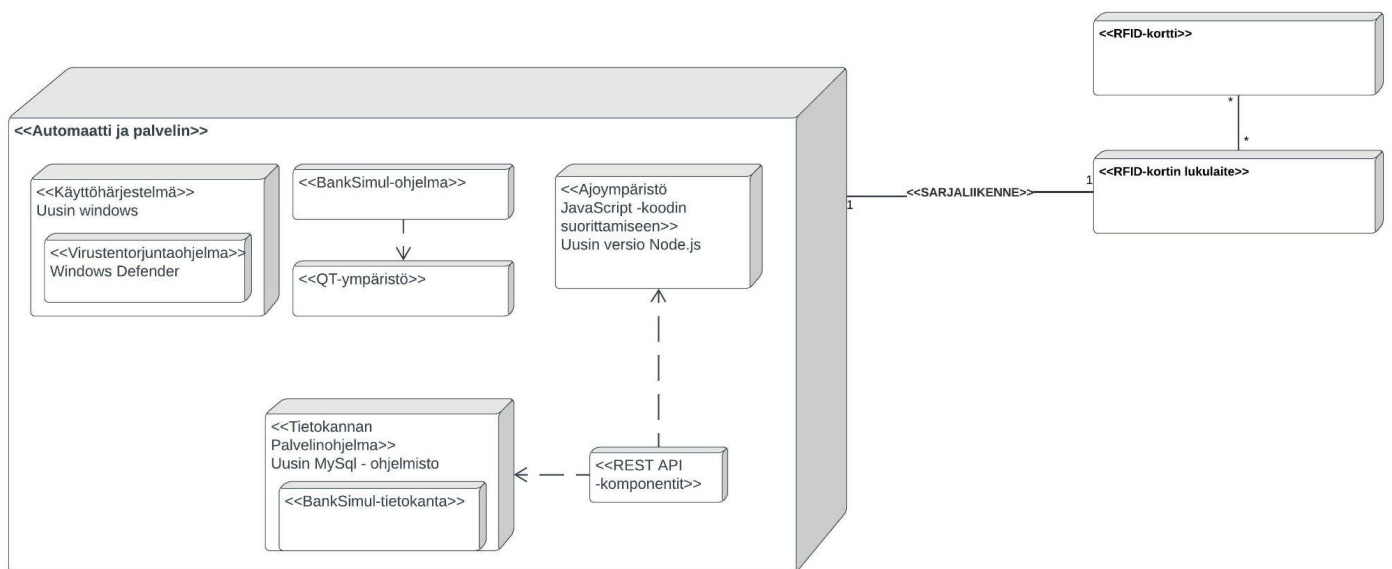 <<RFID-kortti>>
*
*
<<RFID-kortin lukulaite>>
1
<<SARJALIIKENNE>>
1
<<Automaatti ja palvelin>>
<<Käyttöhärjestelmä>>
Uusin windows
<<Virustentorjuntaohjelma>>
Windows Defender
<<BankSimul-ohjelma>>
<<QT-ympäristö>>
<<Ajoympäristö
JavaScript -koodin
suorittamiseen>>
Uusin versio Node.js
<<Tietokannan
Palvelinohjelma>>
Uusin MySql - ohjelmisto
<<BankSimul-tietokanta>>
<<REST API
-komponentit>>